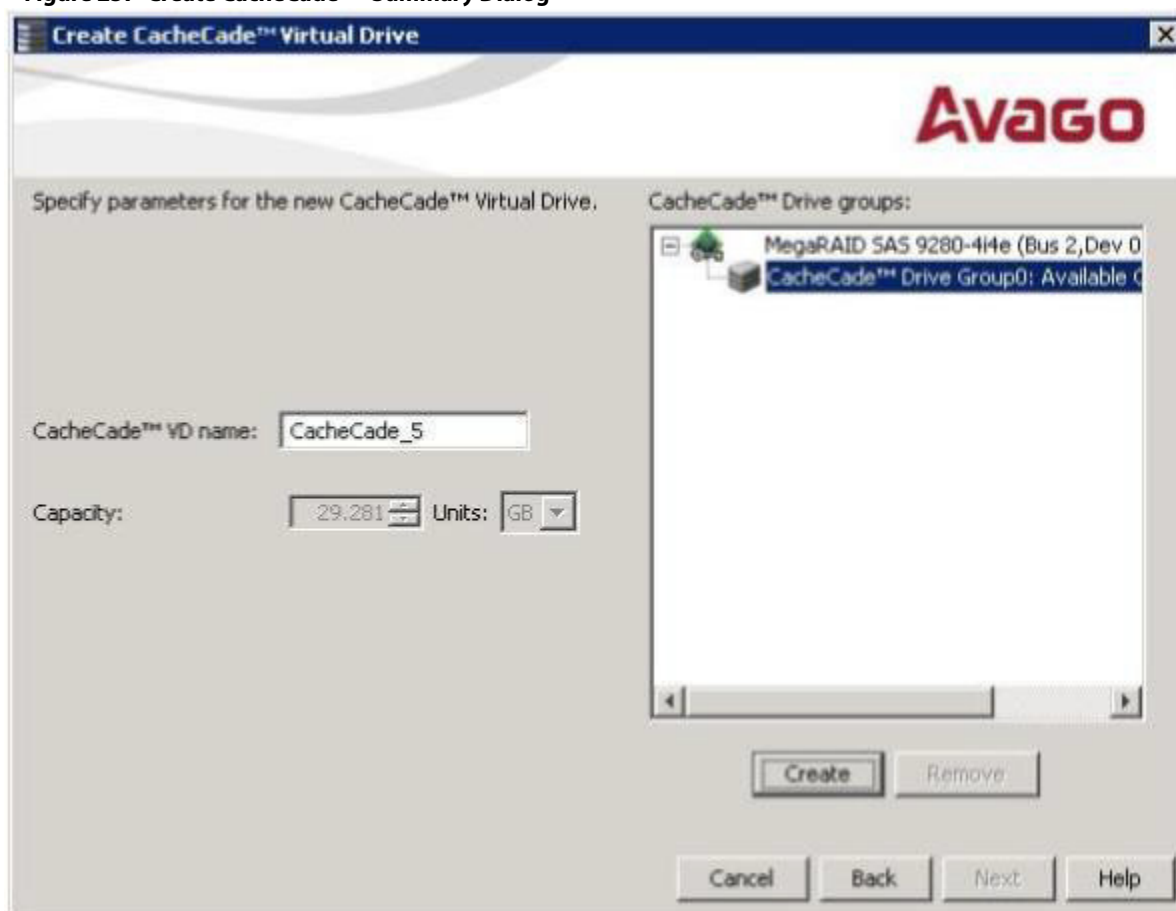 Create CacheCade™ Virtual Drive
AVAGO
Specify parameters for the new CacheCade™ Virtual Drive.
CacheCade™ Drive groups:
MegaRAID SAS 9280-4i4e (Bus 2,Dev 0
CacheCade™ Drive Group0: Available
CacheCade™ VD name: CacheCade_5
Capacity: 29.281 Units: GB
Create Remove
Cancel Back Next Help